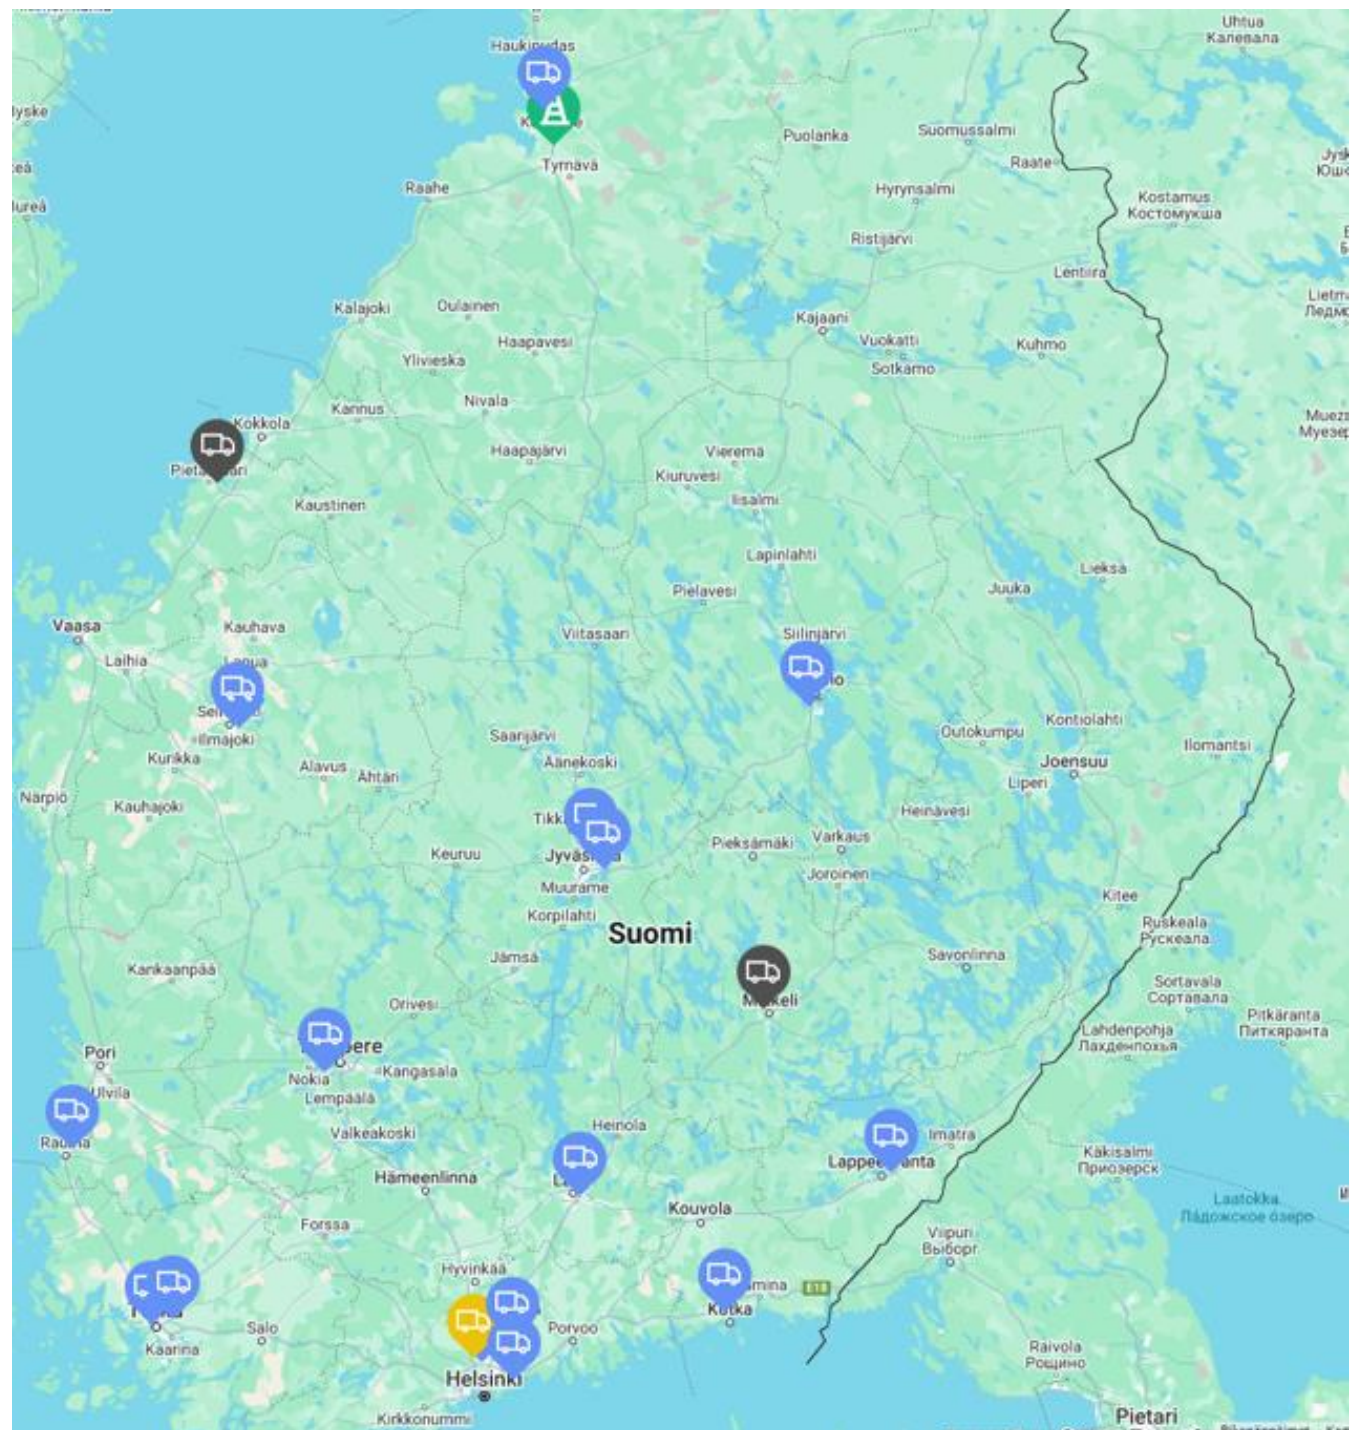 Uhtua
Калевала
Haukipudas
Puolanka
Suomussalmi
Raate
Tyrnävä
Raahe
Hyrynsalmi
Kostamus
Костомукша
Ristijärvi
Lentiira
Kalajoki
Oulainen
Kajaani
Haapavesi
Vuokatti
Kuhmo
Ylivieska
Sotkamo
Nivala
Kannus
Kokkola
Haapajärvi
Vieremä
Kiuruvesi
Iisalmi
Kaustinen
Lapinlahti
Lieksa
Pielavesi
Juuka
Vaasa
Kauhava
Viitasaari
Siilinjärvi
Laihia
Ilmajoki
Kurikka
Saarijärvi
Outokumpu
Kontiolahti
Ilomantsi
Alavus
Ähtäri
Äänekoski
Joensuu
Liperi
Närpiö
Kauhajoki
Heinävesi
Keuruu
Pieksämäki
Varkaus
Joroinen
Muurame
Kitee
Korpilahti
Suomi
Ruskeala
Рускеала
Kankaanpää
Jämsä
Savonlinna
Sortavala
Сортавала
Orivesi
Pitkäranta
Питкяранта
Lahdenpohja
Лахденпохья
Pori
Kangasala
Nokia
Ulvila
Lempäälä
Valkeakoski
Heinola
Imatra
Käkisalmi
Приозерск
Hämeenlinna
Kouvola
Laatokka
Ладожское озеро
Forssa
Viipuri
Выборг
Hyvinkää
E18
Kotka
Salo
Porvoo
Kaarina
Raivola
Рощино
Helsinki
Kirkkonummi
Pietari